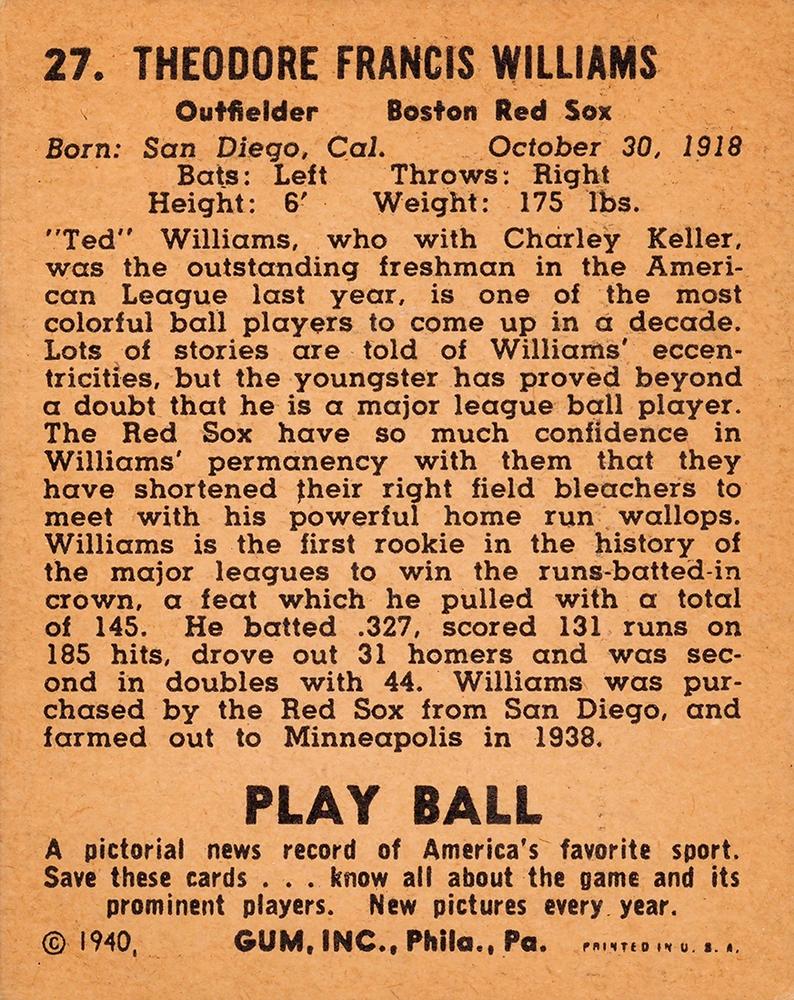 27. THEODORE FRANCIS WILLIAMS
Outfielder Boston Red Sox
Born: San Diego, Cal. October 30, 1918
Bats: Left Throws: Right
Height: 6' Weight: 175 lbs.
"Ted" Williams, who with Charley Keller,
was the outstanding freshman in the Ameri-
can League last year, is one of the most
colorful ball players to come up in a decade.
Lots of stories are told of Williams' eccen-
tricities, but the youngster has proved beyond
a doubt that he is a major league ball player.
The Red Sox have so much confidence in
Williams' permanency with them that they
have shortened their right field bleachers to
meet with his powerful home run wallops.
Williams is the first rookie in the history of
the major leagues to win the runs-batted-in
crown, a feat which he pulled with a total
of 145. He batted .327, scored 131 runs on
185 hits, drove out 31 homers and was sec-
ond in doubles with 44. Williams was pur-
chased by the Red Sox from San Diego, and
farmed out to Minneapolis in 1938.
PLAY BALL
A pictorial news record of America's favorite sport.
Save these cards . . . know all about the game and its
prominent players. New pictures every year.
© 1940, GUM, INC., Phila., Pa. PRINTED IN U. S. A.